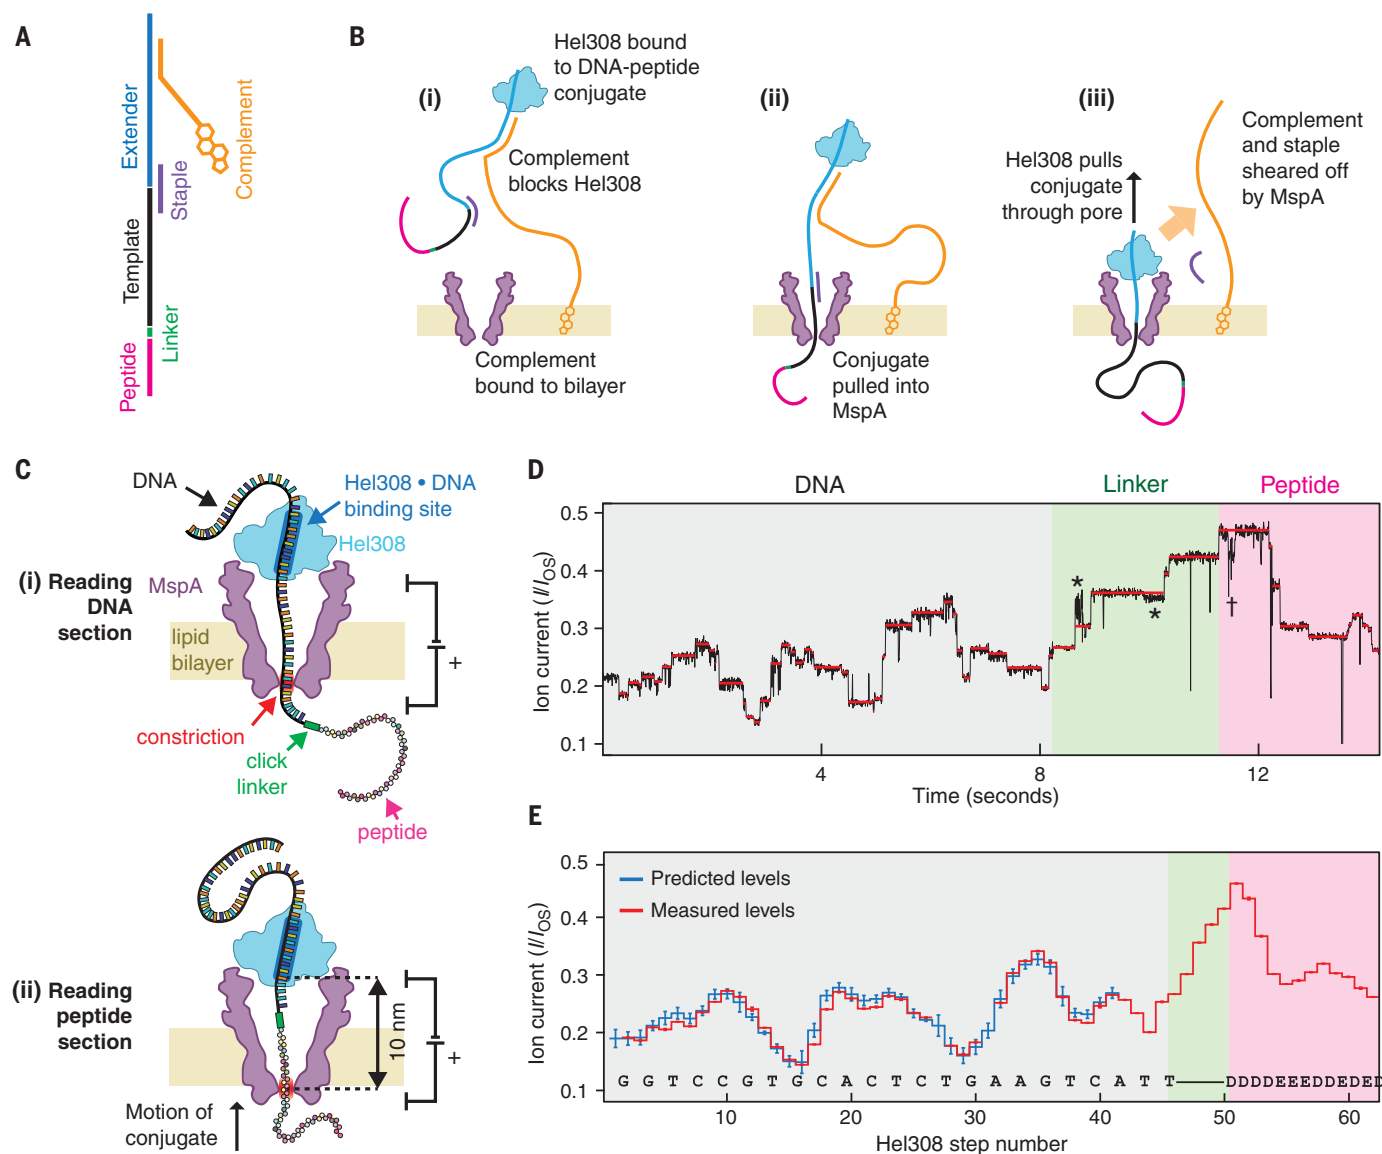 A
Extender
Complement
Staple
Template
Linker
Peptide
B
(i)
Hel308 bound
to DNA-peptide
conjugate
Complement
blocks Hel308
Complement
bound to bilayer
(ii)
Conjugate
pulled into
MspA
(iii)
Hel308 pulls
conjugate
through pore
Complement
and staple
sheared off
by MspA
C
DNA
Hel308 • DNA
binding site
Hel308
(i) Reading
DNA
section
MspA
lipid
bilayer
+
constriction
click
linker
peptide
(ii) Reading
peptide
section
10 nm
+
Motion of
conjugate
D
DNA
Linker
Peptide
Ion current (I/I_OS)
0.5
0.4
0.3
0.2
0.1
*
*
†
4
8
12
Time (seconds)
E
Ion current (I/I_OS)
0.5
0.4
0.3
0.2
0.1
Predicted levels
Measured levels
G G T C C G T G C A C T C T G A A G T C A T T——DDDDEEEDDEDED
10
20
30
40
50
60
Hel308 step number